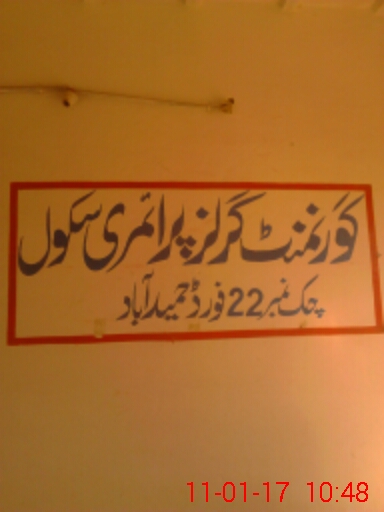 گورنمنٹ گرلز پرائمری سکول
چک نمبر 22 فورڈ حمید آباد
11-01-17 10:48